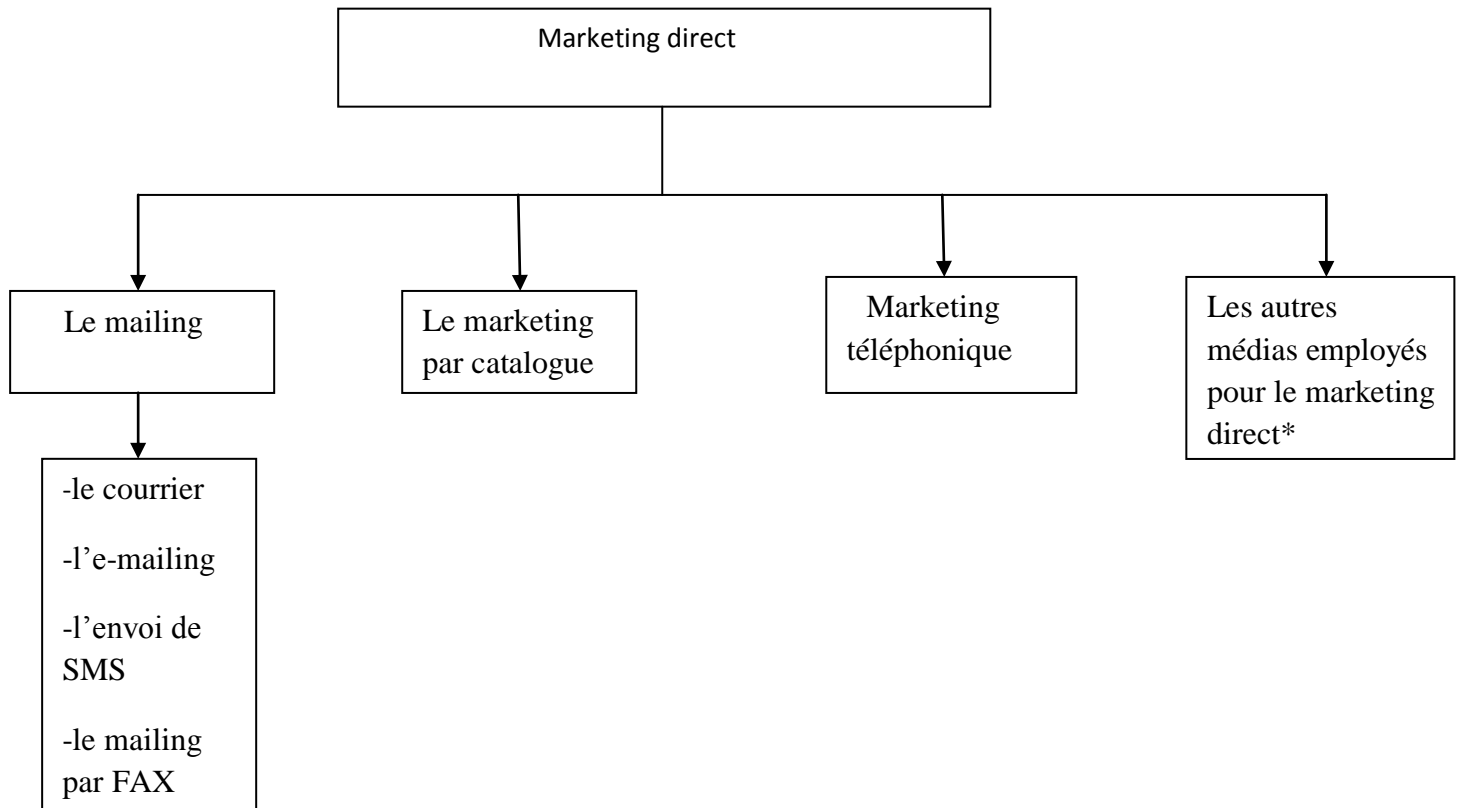 Marketing direct
Le mailing
Le marketing
par catalogue
Marketing
téléphonique
Les autres
médias employés
pour le marketing
direct*
-le courrier
-l’e-mailing
-l’envoi de
SMS
-le mailing
par FAX